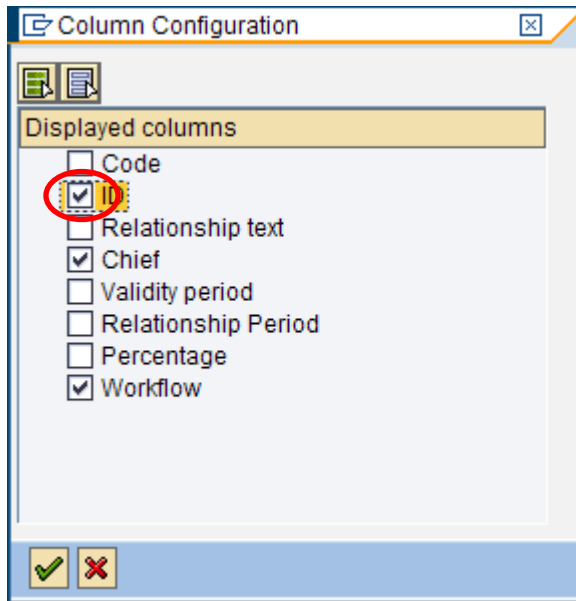 Column Configuration
Displayed columns
Code
ID
Relationship text
Chief
Validity period
Relationship Period
Percentage
Workflow